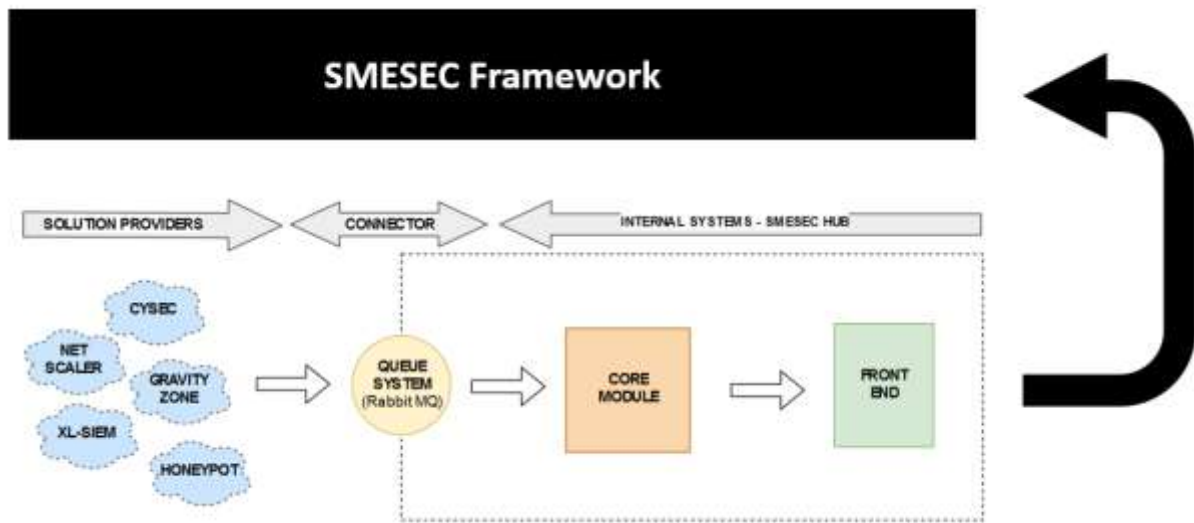 SMESEC Framework
SOLUTION PROVIDERS
CONNECTOR
INTERNAL SYSTEMS - SMESEC HUB
CYSEC
NET
SCALER
GRAVITY
ZONE
XL-SIEM
HONEYPOT
QUEUE
SYSTEM
(Rabbit MQ)
CORE
MODULE
FRONT
END